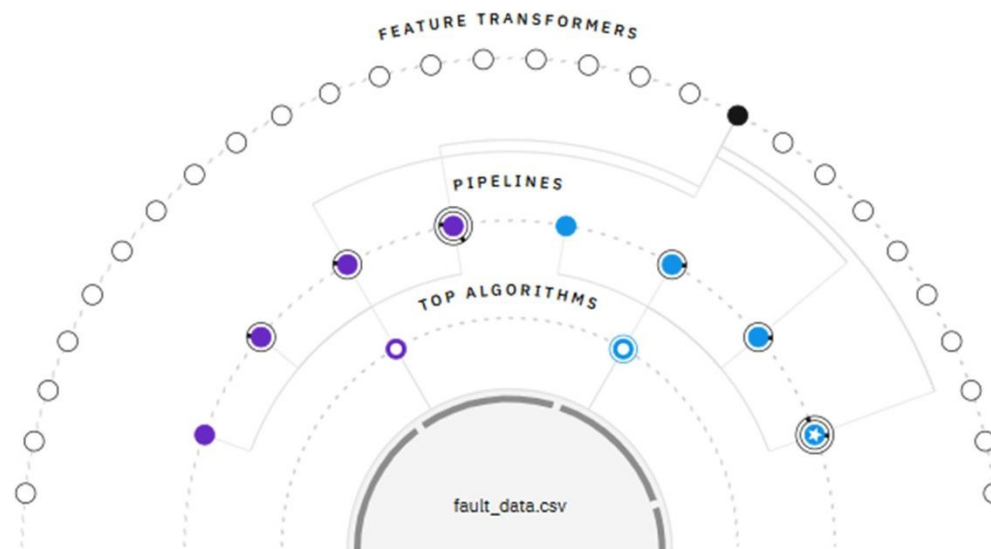 FEATURE TRANSFORMERS
PIPELINES
TOP ALGORITHMS
fault_data.csv